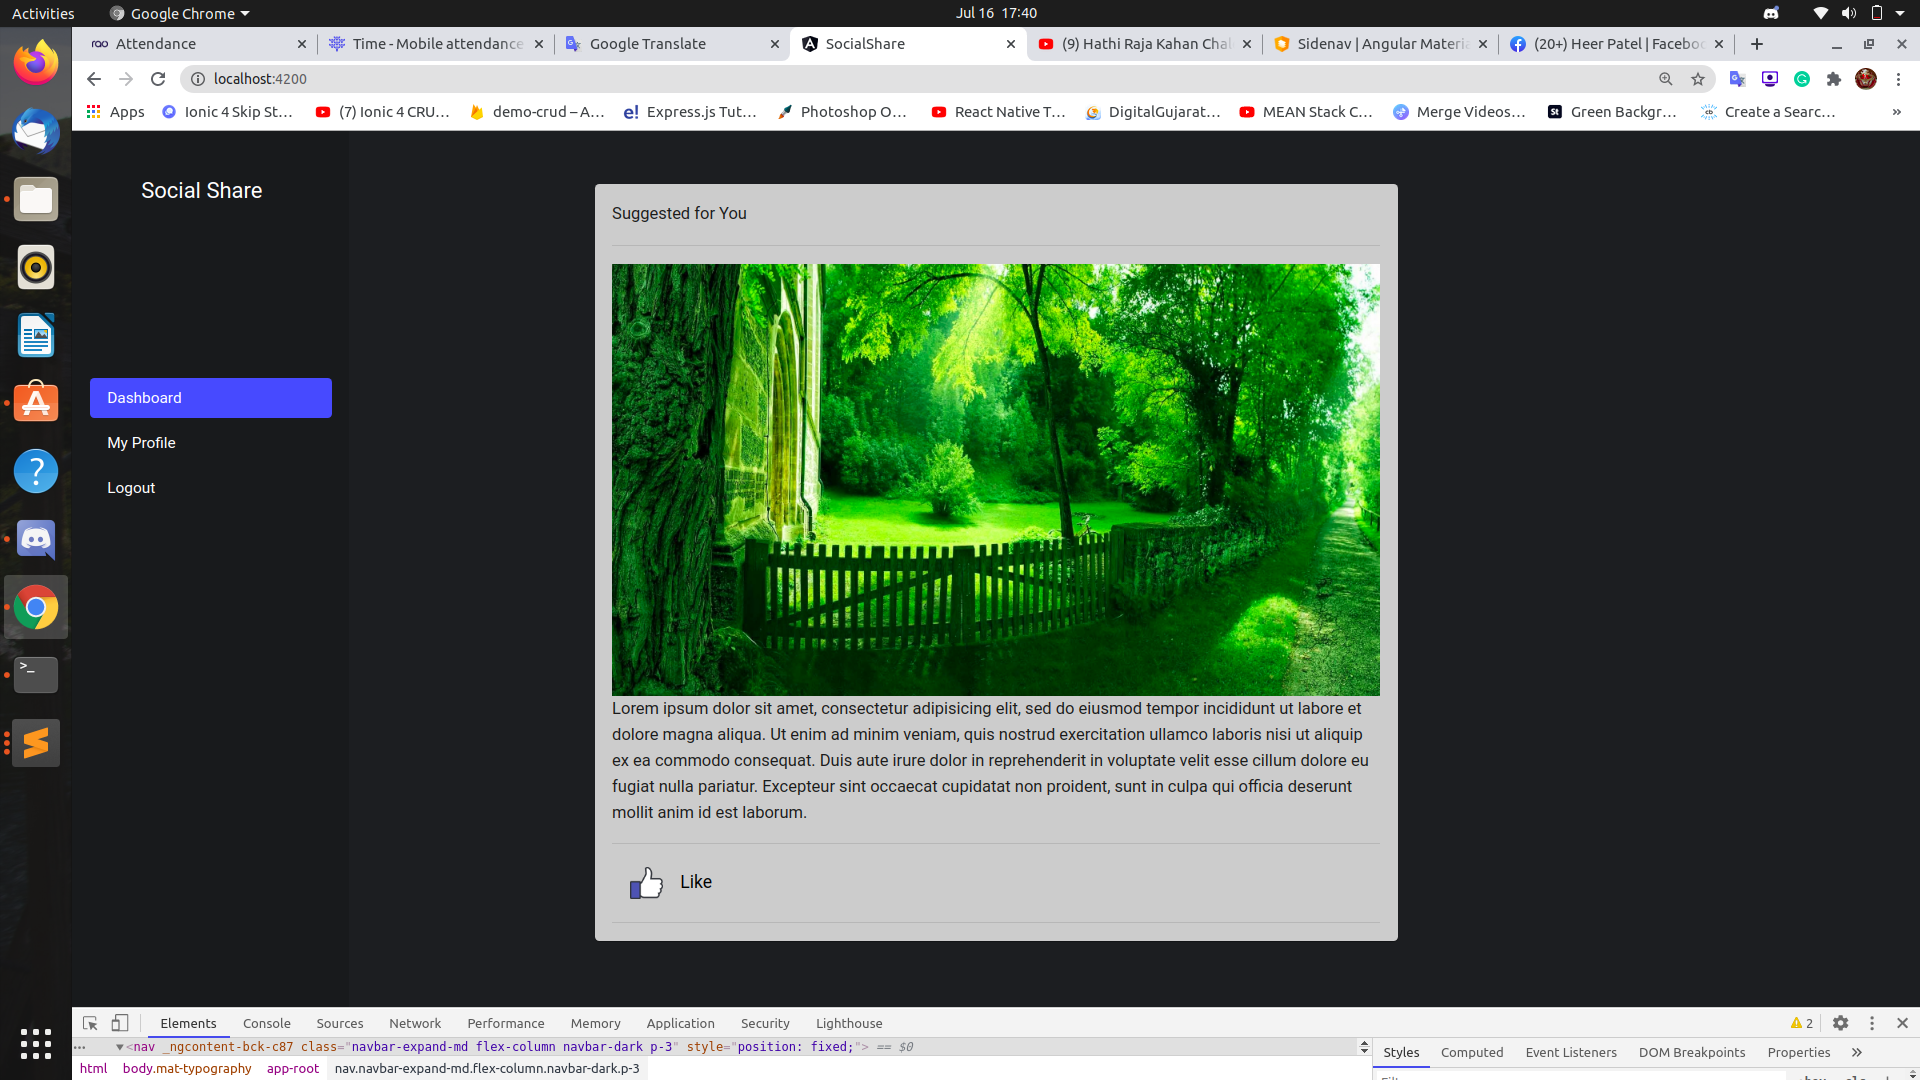 Activities
Google Chrome
Jul 16 17:40
Attendance
Time - Mobile attendance
Google Translate
SocialShare
(9) Hathi Raja Kahan Chal
Sidenav | Angular Materia
(20+) Heer Patel | Faceboo
localhost:4200
Apps
Ionic 4 Skip St...
(7) Ionic 4 CRU...
demo-crud – A...
Express.js Tut...
Photoshop O...
React Native T...
DigitalGujarat...
MEAN Stack C...
Merge Videos...
Green Backgr...
Create a Searc...
Social Share
Dashboard
My Profile
Logout
Suggested for You
Lorem ipsum dolor sit amet, consectetur adipisicing elit, sed do eiusmod tempor incididunt ut labore et
dolore magna aliqua. Ut enim ad minim veniam, quis nostrud exercitation ullamco laboris nisi ut aliquip
ex ea commodo consequat. Duis aute irure dolor in reprehenderit in voluptate velit esse cillum dolore eu
fugiat nulla pariatur. Excepteur sint occaecat cupidatat non proident, sunt in culpa qui officia deserunt
mollit anim id est laborum.
Like
Elements
Console
Sources
Network
Performance
Memory
Application
Security
Lighthouse
2
<nav _ngcontent-bck-c87 class="navbar-expand-md flex-column navbar-dark p-3" style="position: fixed;"> == $0
html
body.mat-typography
app-root
nav.navbar-expand-md.flex-column.navbar-dark.p-3
Styles
Computed
Event Listeners
DOM Breakpoints
Properties